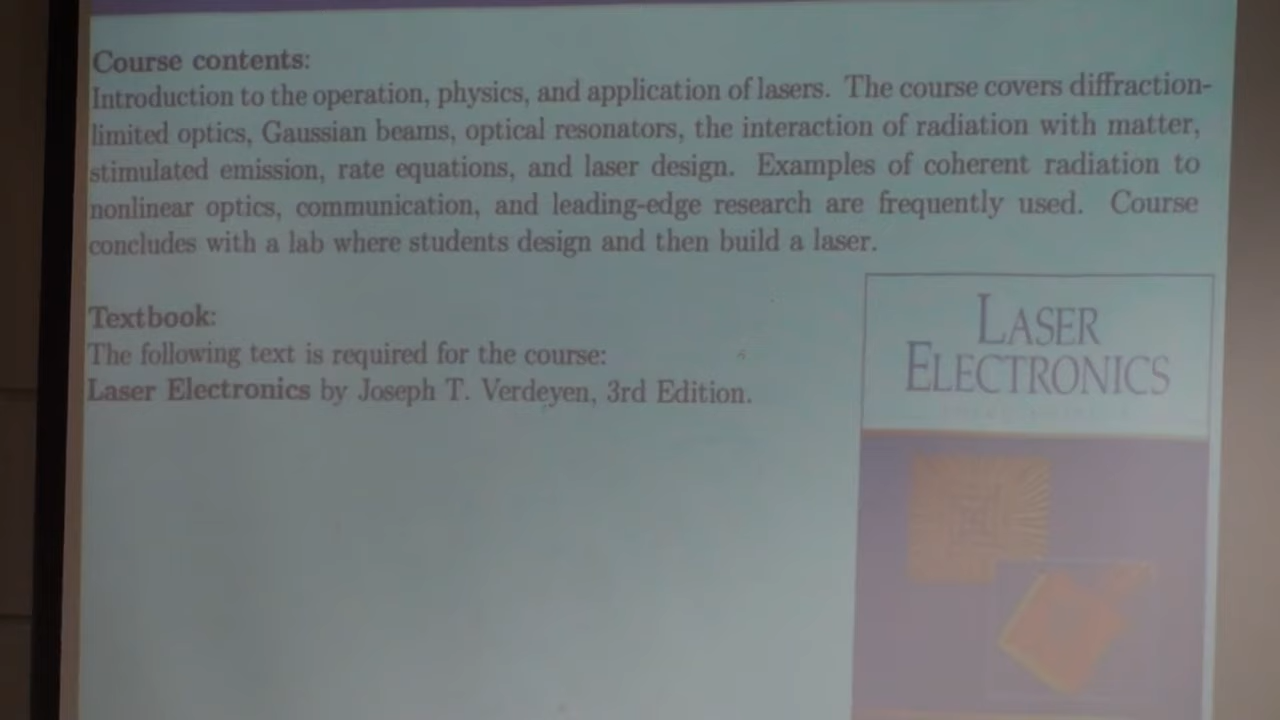 Course contents:
Introduction to the operation, physics, and application of lasers. The course covers diffraction-
limited optics, Gaussian beams, optical resonators, the interaction of radiation with matter,
stimulated emission, rate equations, and laser design. Examples of coherent radiation to
nonlinear optics, communication, and leading-edge research are frequently used. Course
concludes with a lab where students design and then build a laser.
Textbook:
The following text is required for the course:
Laser Electronics by Joseph T. Verdeyen, 3rd Edition.
LASER
ELECTRONICS